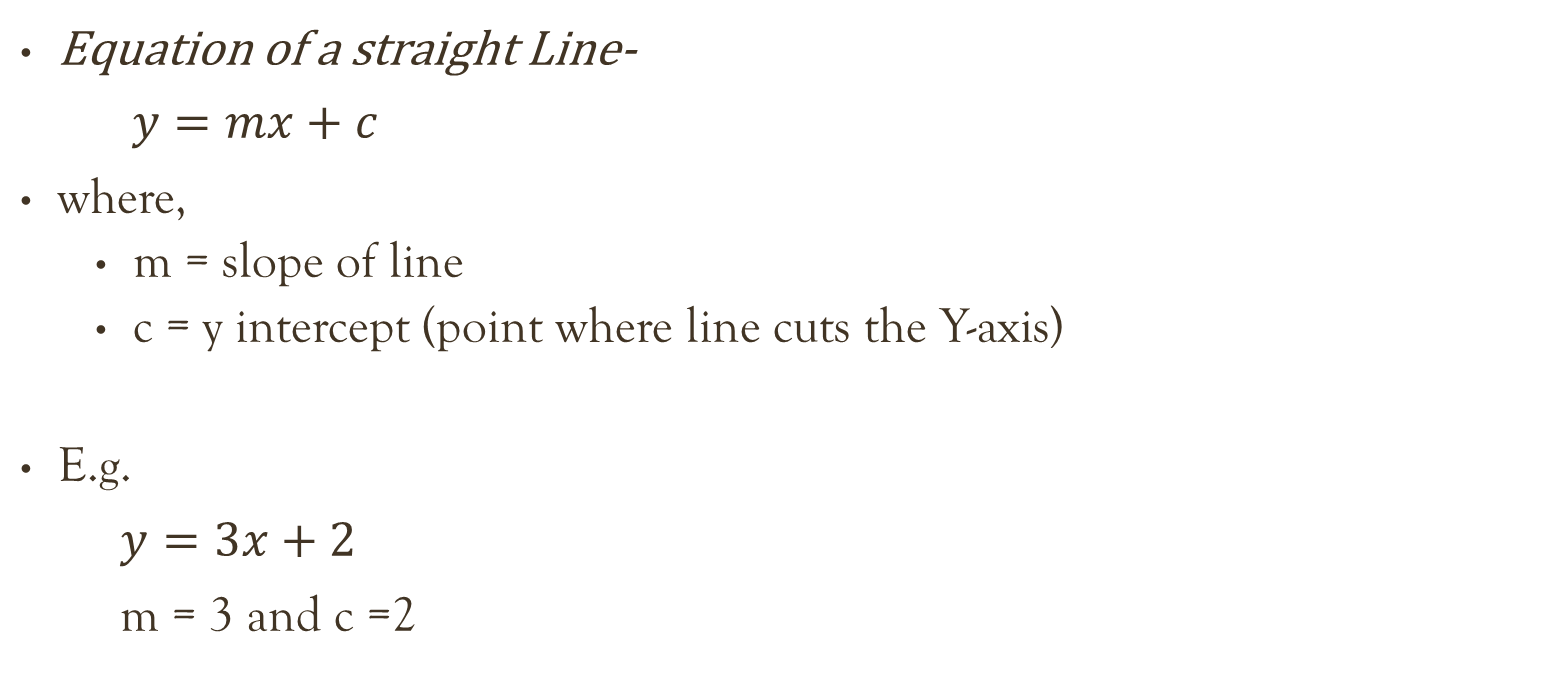 • Equation of a straight Line-
y = mx + c
• where,
• m = slope of line
• c = y intercept (point where line cuts the Y-axis)
• E.g.
y = 3x + 2
m = 3 and c =2